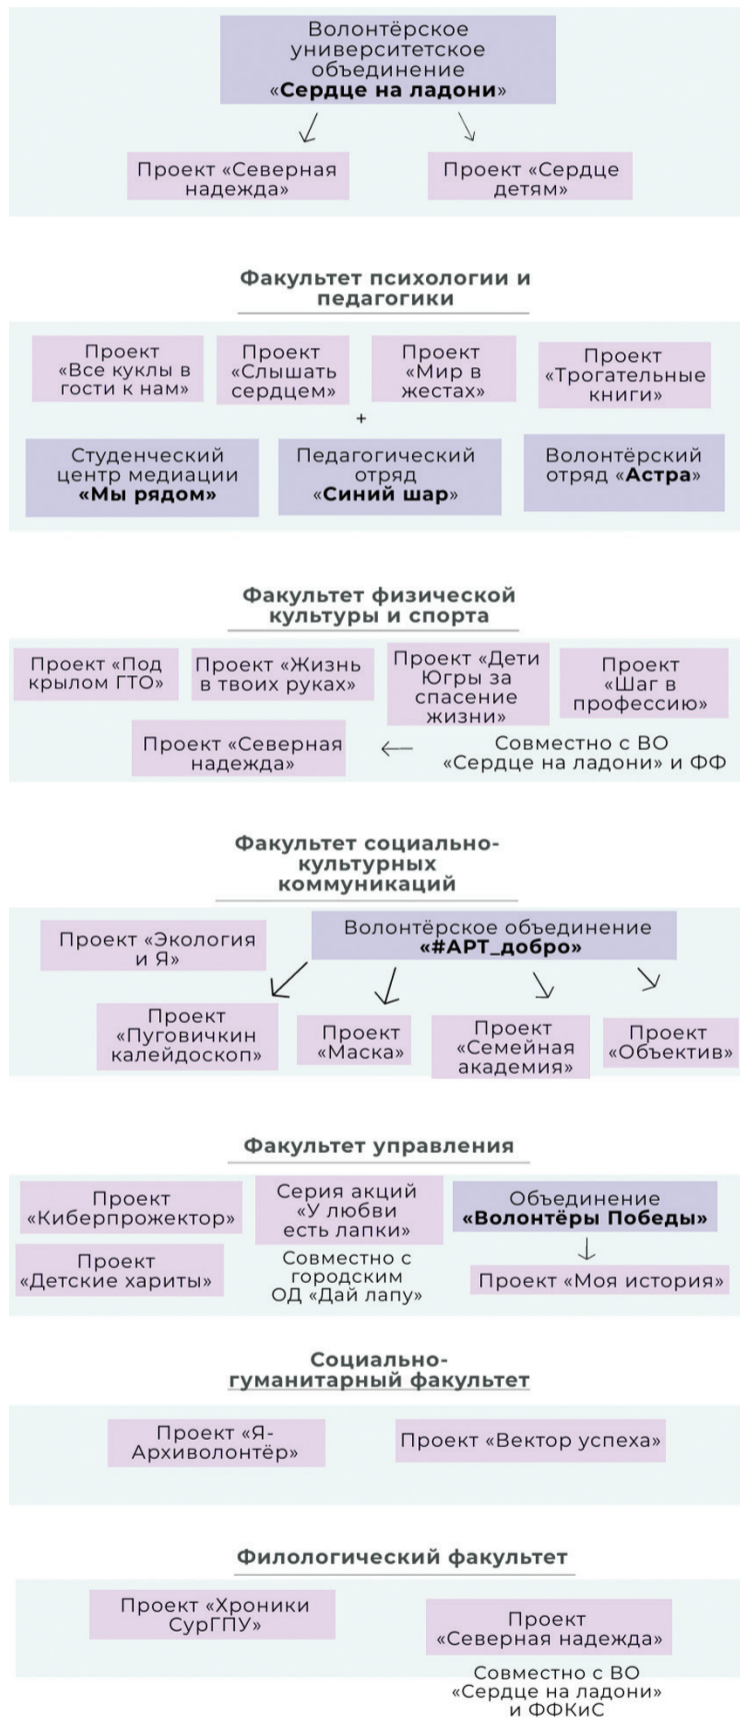 Волонтёрское
университетское
объединение
«Сердце на ладони»
Проект «Северная
надежда»
Проект «Сердце
детям»
Факультет психологии и
педагогики
Проект
«Все куклы в
гости к нам»
Проект
«Слышать
сердцем»
Проект
«Мир в
жестах»
Проект
«Трогательные
книги»
+
Студенческий
центр медиации
«Мы рядом»
Педагогический
отряд
«Синий шар»
Волонтёрский
отряд «Астра»
Факультет физической
культуры и спорта
Проект «Под
крылом ГТО»
Проект «Жизнь
в твоих руках»
Проект «Дети
Югры за
спасение
жизни»
Проект
«Шаг в
профессию»
Проект «Северная
надежда»
Совместно с ВО
«Сердце на ладони» и ФФ
Факультет социально-
культурных
коммуникаций
Проект «Экология
и Я»
Волонтёрское объединение
«#АРТ_добро»
Проект
«Пуговичкин
калейдоскоп»
Проект
«Маска»
Проект
«Семейная
академия»
Проект
«Объектив»
Факультет управления
Проект
«Киберпрожектор»
Серия акций
«У любви
есть лапки»
Совместно с
городским
ОД «Дай лапу»
Объединение
«Волонтёры Победы»
Проект
«Детские хариты»
Проект «Моя история»
Социально-
гуманитарный факультет
Проект «Я-
Архиволонтёр»
Проект «Вектор успеха»
Филологический факультет
Проект «Хроники
СурГПУ»
Проект
«Северная надежда»
Совместно с ВО
«Сердце на ладони»
и ФФКиС